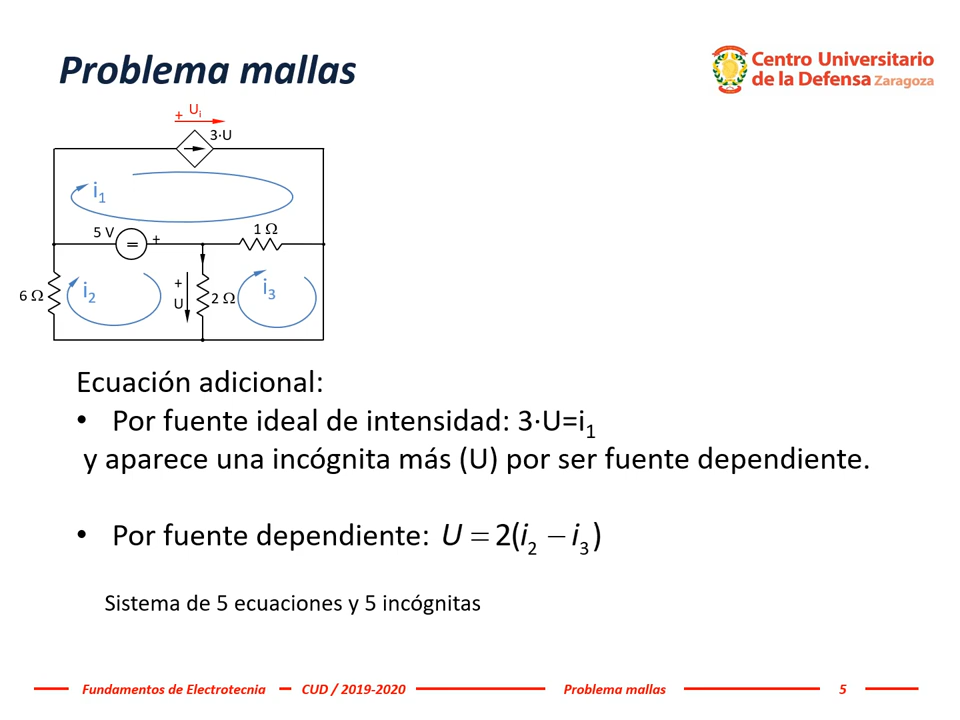 Problema mallas
Centro Universitario
de la Defensa Zaragoza
+ Ui
3·U
i1
5 V
=
+
1 Ω
6 Ω
i2
+
U
2 Ω
i3
Ecuación adicional:
• Por fuente ideal de intensidad: 3·U=i1
y aparece una incógnita más (U) por ser fuente dependiente.
• Por fuente dependiente: U = 2(i2 − i3)
Sistema de 5 ecuaciones y 5 incógnitas
Fundamentos de Electrotecnia CUD / 2019-2020 Problema mallas 5